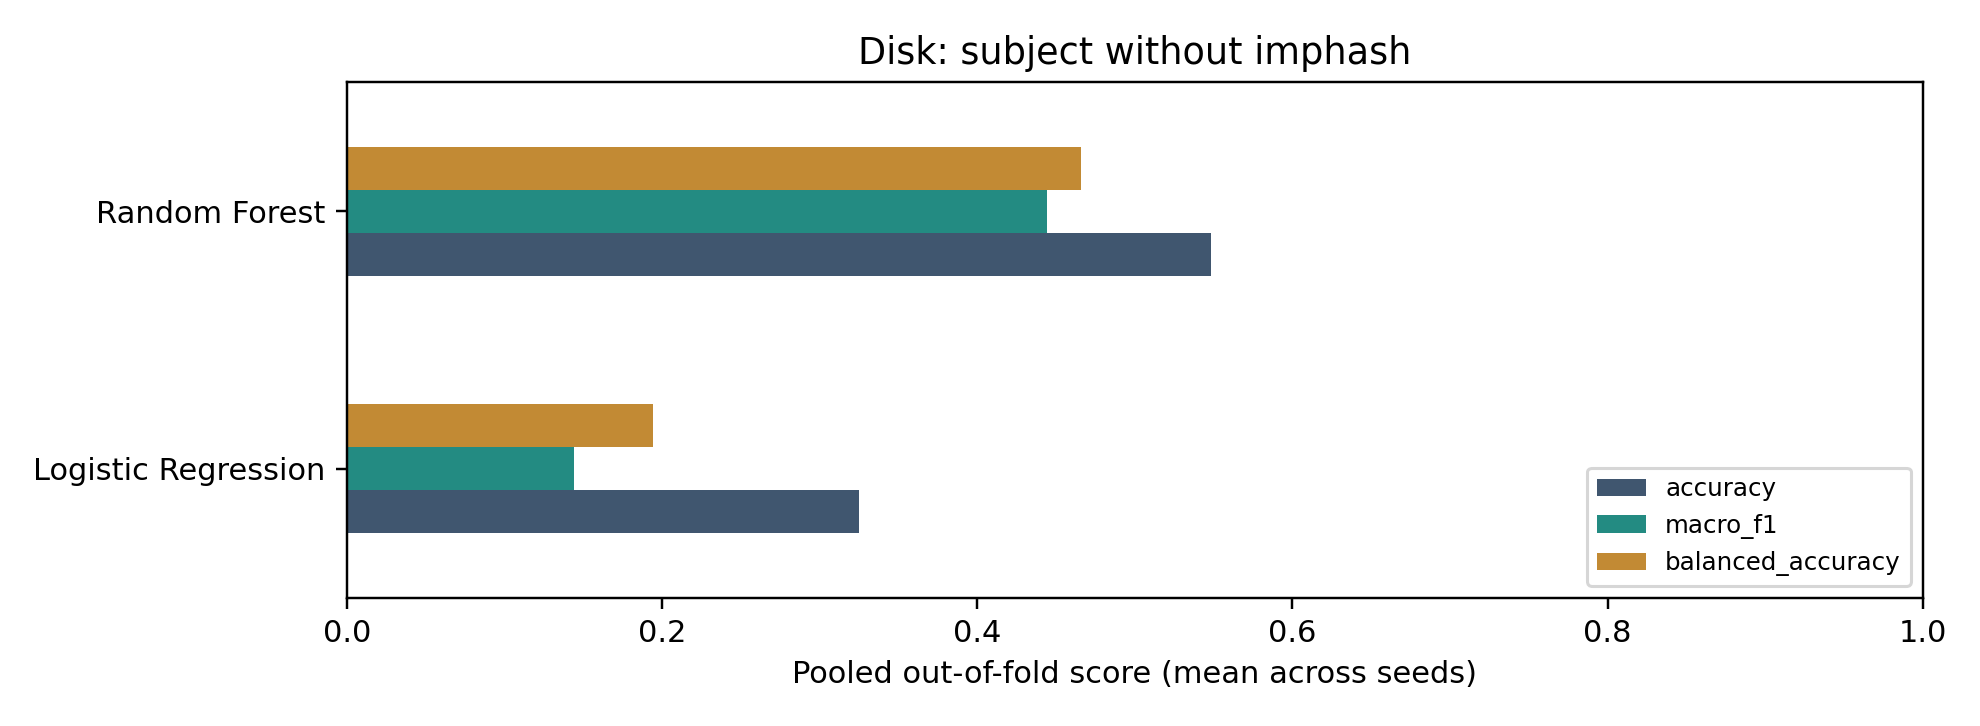 Disk: subject without imphash
Random Forest
Logistic Regression
accuracy
macro_f1
balanced_accuracy
0.0 0.2 0.4 0.6 0.8 1.0
Pooled out-of-fold score (mean across seeds)